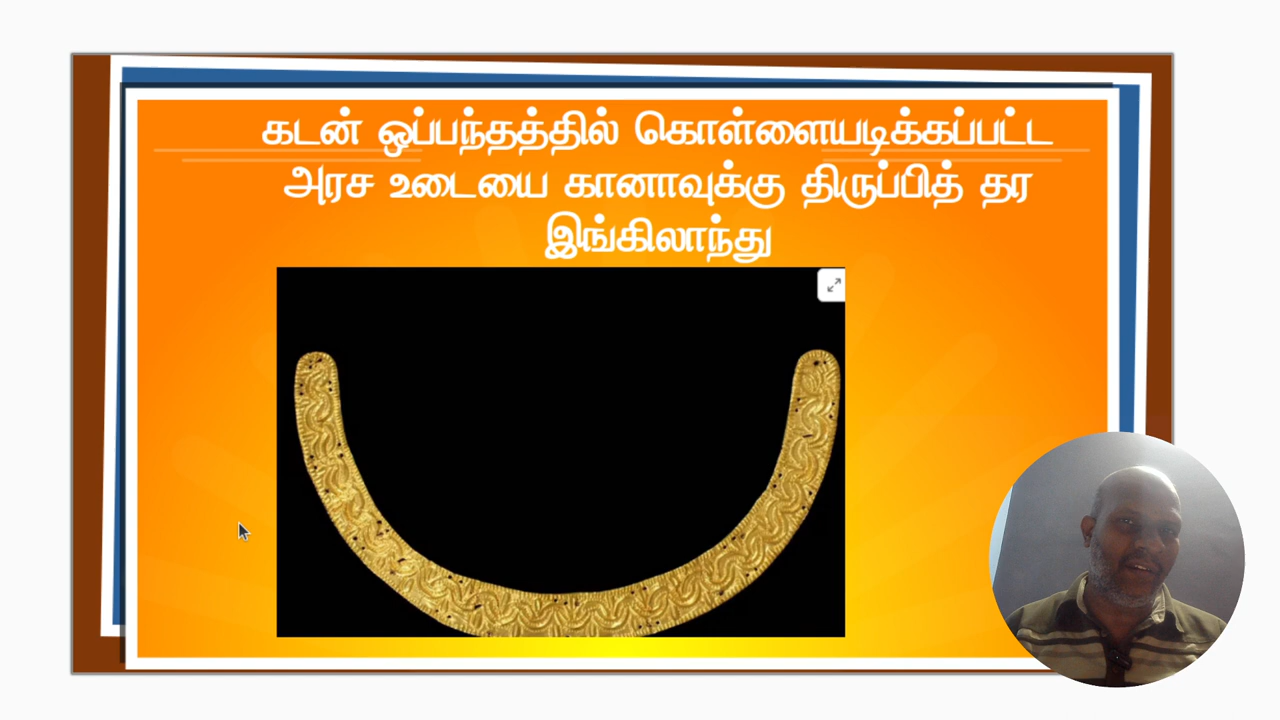 கடன் ஒப்பந்தத்தில் கொள்ளையடிக்கப்பட்ட
அரச உடையை கானாவுக்கு திருப்பித் தர
இங்கிலாந்து